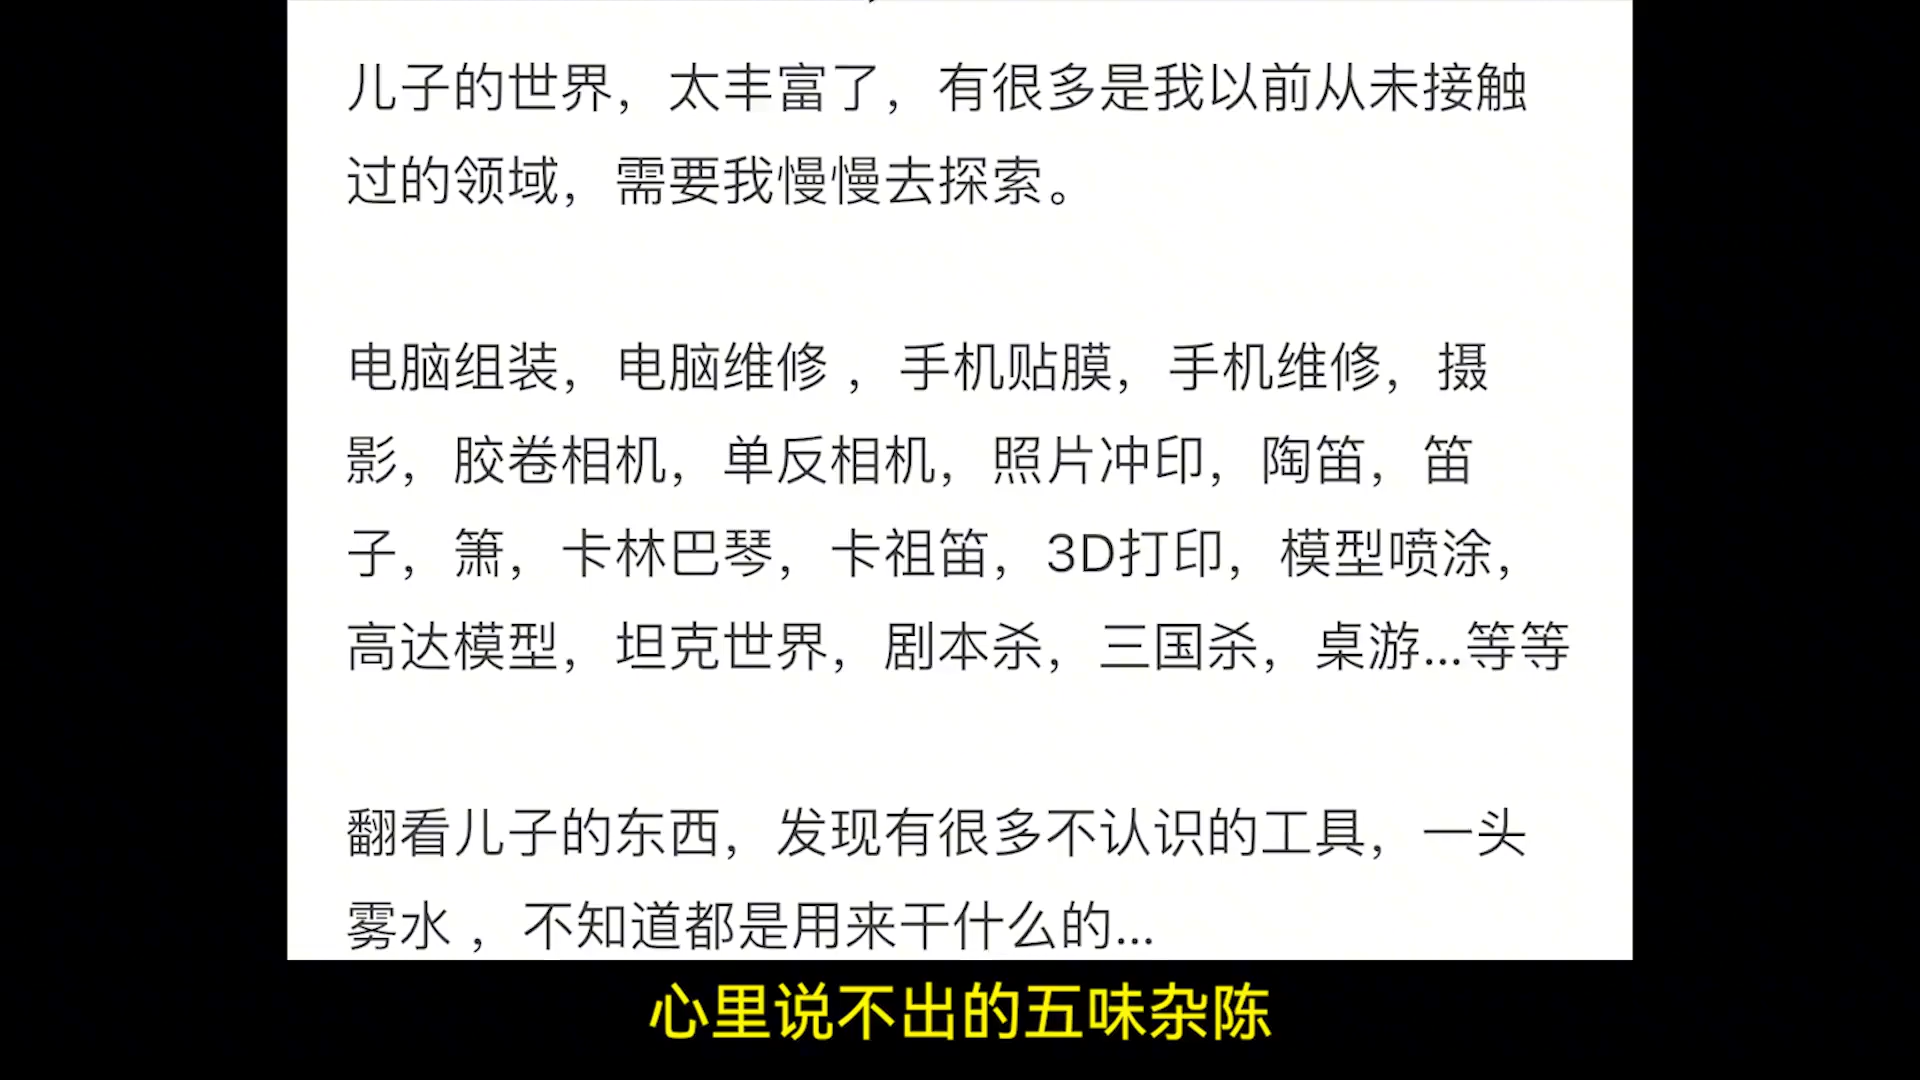 儿子的世界，太丰富了，有很多是我以前从未接触
过的领域，需要我慢慢去探索。
电脑组装，电脑维修 ，手机贴膜，手机维修，摄
影，胶卷相机，单反相机，照片冲印，陶笛，笛
子，箫，卡林巴琴，卡祖笛，3D打印，模型喷涂，
高达模型，坦克世界，剧本杀，三国杀，桌游...等等
翻看儿子的东西，发现有很多不认识的工具，一头
雾水 ，不知道都是用来干什么的...
心里说不出的五味杂陈